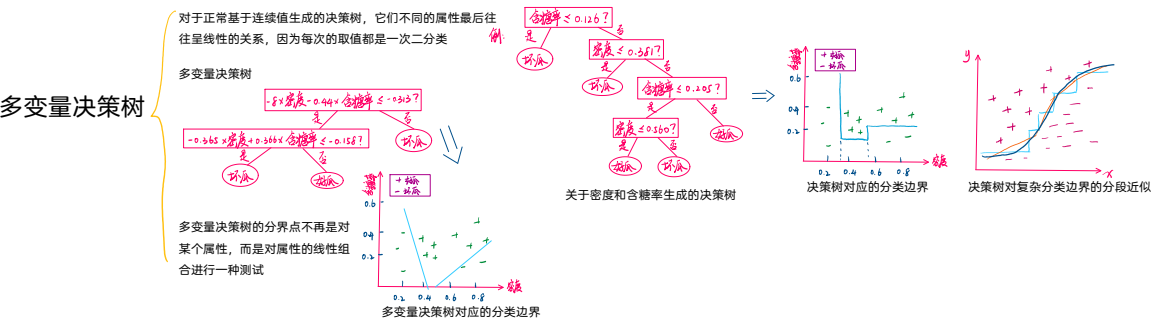 多变量决策树
对于正常基于连续值生成的决策树，它们不同的属性最后往
往呈线性的关系，因为每次的取值都是一次二分类
多变量决策树
-8×密度-0.44×含糖率≤-0.313?
是
否
-0.365×密度+0.366×含糖率≤-0.158?
坏瓜
是
否
坏瓜
好瓜
多变量决策树的分界点不再是对
某个属性，而是对属性的线性组
合进行一种测试
含糖率
+ 好瓜
- 坏瓜
0.6
0.4
0.2
0.2 0.4 0.6 0.8
密度
多变量决策树对应的分类边界
例.
含糖率≤0.126?
是
否
坏瓜
密度≤0.381?
是
否
坏瓜
含糖率≤0.205?
是
否
密度≤0.560?
好瓜
是
否
好瓜
坏瓜
关于密度和含糖率生成的决策树
含糖率
+ 好瓜
- 坏瓜
0.6
0.4
0.2
0.2 0.4 0.6 0.8
密度
决策树对应的分类边界
y
x
决策树对复杂分类边界的分段近似